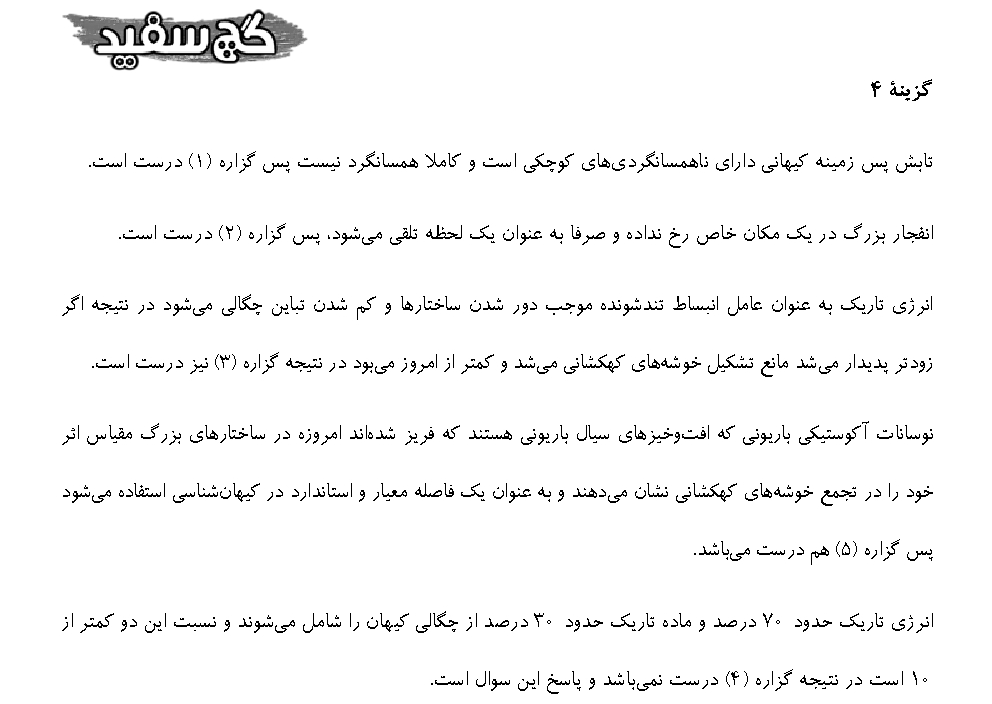 گچ سفید
گزینهٔ ۴
تابش پس زمینه کیهانی دارای ناهمسانگردی‌های کوچکی است و کاملا همسانگرد نیست پس گزاره (۱) درست است.
انفجار بزرگ در یک مکان خاص رخ نداده و صرفا به عنوان یک لحظه تلقی می‌شود، پس گزاره (۲) درست است.
انرژی تاریک به عنوان عامل انبساط تندشونده موجب دور شدن ساختارها و کم شدن تباین چگالی می‌شود در نتیجه اگر
زودتر پدیدار می‌شد مانع تشکیل خوشه‌های کهکشانی می‌شد و کمتر از امروز می‌بود در نتیجه گزاره (۳) نیز درست است.
نوسانات آکوستیکی باریونی که افت‌وخیزهای سیال باریونی هستند که فریز شده‌اند امروزه در ساختارهای بزرگ مقیاس اثر
خود را در تجمع خوشه‌های کهکشانی نشان می‌دهند و به عنوان یک فاصله معیار و استاندارد در کیهان‌شناسی استفاده می‌شود
پس گزاره (۵) هم درست می‌باشد.
انرژی تاریک حدود ۷۰ درصد و ماده تاریک حدود ۳۰ درصد از چگالی کیهان را شامل می‌شوند و نسبت این دو کمتر از
۱۰ است در نتیجه گزاره (۴) درست نمی‌باشد و پاسخ این سوال است.